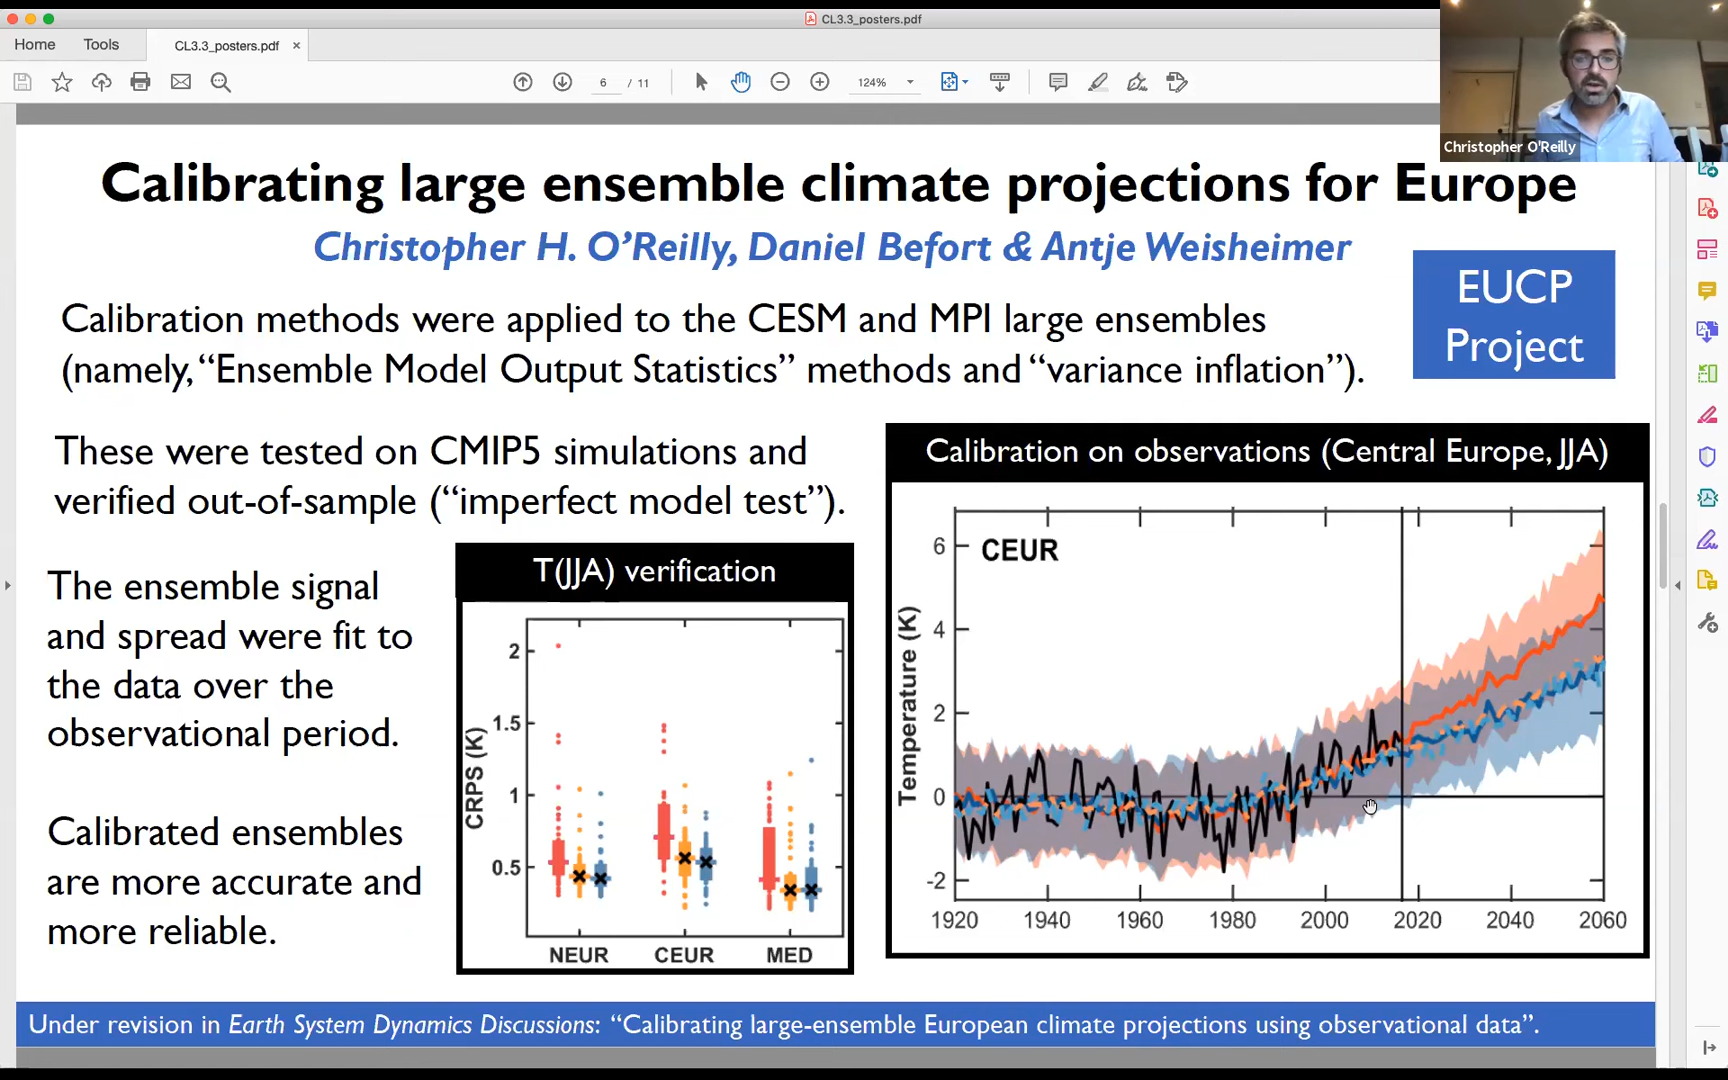 CL3.3_posters.pdf
Home
Tools
CL3.3_posters.pdf ×
6 / 11
124%
Christopher O'Reilly
Calibrating large ensemble climate projections for Europe
Christopher H. O’Reilly, Daniel Befort & Antje Weisheimer
EUCP
Project
Calibration methods were applied to the CESM and MPI large ensembles
(namely, “Ensemble Model Output Statistics” methods and “variance inflation”).
These were tested on CMIP5 simulations and
verified out-of-sample (“imperfect model test”).
The ensemble signal
and spread were fit to
the data over the
observational period.
Calibrated ensembles
are more accurate and
more reliable.
T(JJA) verification
CRPS (K)
2
1.5
1
0.5
NEUR CEUR MED
Calibration on observations (Central Europe, JJA)
CEUR
Temperature (K)
6
4
2
0
-2
1920 1940 1960 1980 2000 2020 2040 2060
Under revision in Earth System Dynamics Discussions: “Calibrating large-ensemble European climate projections using observational data”.